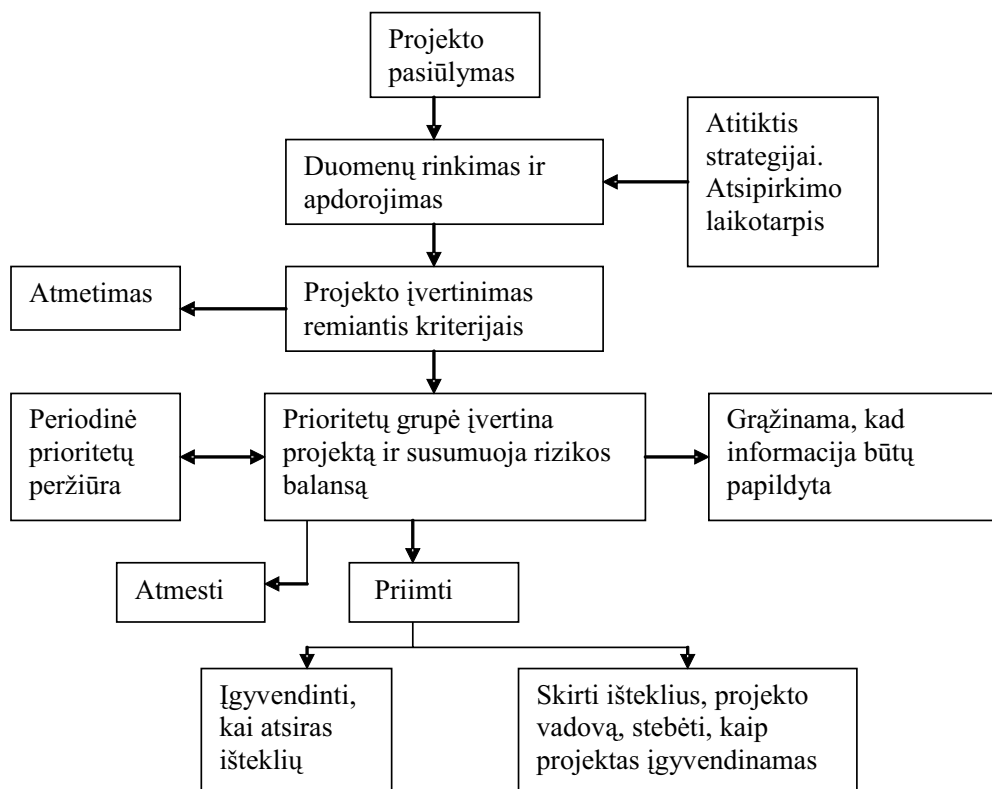 Projekto
pasiūlymas
Atitiktis
strategijai.
Atsipirkimo
laikotarpis
Duomenų rinkimas ir
apdorojimas
Atmetimas
Projekto įvertinimas
remiantis kriterijais
Periodinė
prioritetų
peržiūra
Prioritetų grupė įvertina
projektą ir susumuoja rizikos
balansą
Grąžinama, kad
informacija būtų
papildyta
Atmesti
Priimti
Įgyvendinti,
kai atsiras
išteklių
Skirti išteklius, projekto
vadovą, stebėti, kaip
projektas įgyvendinamas